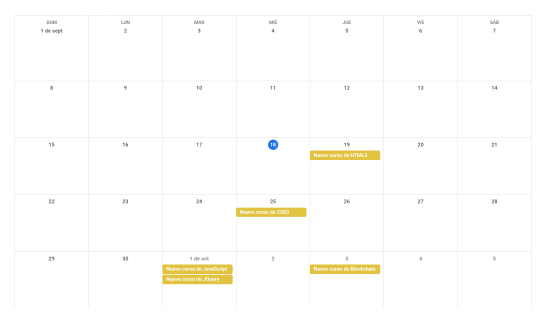 DOM LUN MAR MIÉ JUE VIE SÁB
1 de sept 2 3 4 5 6 7
8 9 10 11 12 13 14
15 16 17 18 19 20 21
Nuevo curso de HTML5
22 23 24 25 26 27 28
Nuevo curso de CSS3
29 30 1 de oct 2 3 4 5
Nuevo curso de JavaScript Nuevo curso de Blockchain
Nuevo curso de JQuery